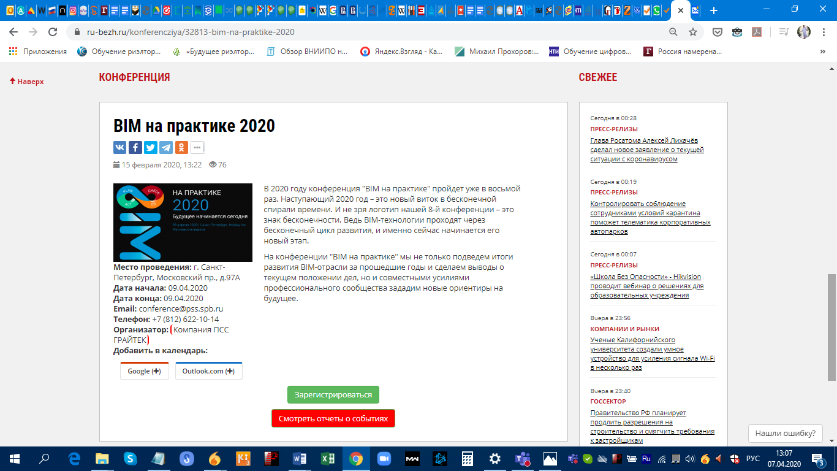 ru-bezh.ru/konferenciya/32813-bim-na-praktike-2020
Приложения
Обучение риэлтор...
«Будущее риэлтор...
Обзор ВНИИПО н...
Яндекс.Взгляд - Ка...
Михаил Прохоров:...
Обучение цифров...
Россия намерена...
Наверх
КОНФЕРЕНЦИЯ
BIM на практике 2020
15 февраля 2020, 13:22 76
НА ПРАКТИКЕ
2020
Будущее начинается сегодня
BIM
Место проведения: г. Санкт-
Петербург, Московский пр., д.97А
Дата начала: 09.04.2020
Дата конца: 09.04.2020
Email: conference@pss.spb.ru
Телефон: +7 (812) 622-10-14
Организатор: Компания ПСС
ГРАЙТЕК
Добавить в календарь:
Google (+)
Outlook.com (+)
В 2020 году конференция "BIM на практике" пройдет уже в восьмой
раз. Наступающий 2020 год – это новый виток в бесконечной
спирали времени. И не зря логотип нашей 8-й конференции – это
знак бесконечности. Ведь BIM-технологии проходят через
бесконечный цикл развития, и именно сейчас начинается его
новый этап.
На конференции "BIM на практике" мы не только подведем итоги
развития BIM-отрасли за прошедшие годы и сделаем выводы о
текущем положении дел, но и совместными усилиями
профессионального сообщества зададим новые ориентиры на
будущее.
Зарегистрироваться
Смотреть отчеты о событиях
СВЕЖЕЕ
Сегодня в 00:28
ПРЕСС-РЕЛИЗЫ
Глава Росатома Алексей Лихачёв
сделал новое заявление о текущей
ситуации с коронавирусом
Сегодня в 00:19
ПРЕСС-РЕЛИЗЫ
Контролировать соблюдение
сотрудниками условий карантина
поможет телематика корпоративных
автопарков
Сегодня в 00:07
ПРЕСС-РЕЛИЗЫ
«Школа Без Опасности» - Hikvision
проводит вебинар о решениях для
образовательных учреждений
Вчера в 23:56
КОМПАНИИ И РЫНКИ
Ученые Калифорнийского
университета создали умное
устройство для усиления сигнала Wi-Fi
в несколько раз
Вчера в 23:40
ГОССЕКТОР
Правительство РФ планирует
продлить разрешения на
строительство и смягчить требования
к застройщикам
Нашли ошибку?
РУС
13:07
07.04.2020